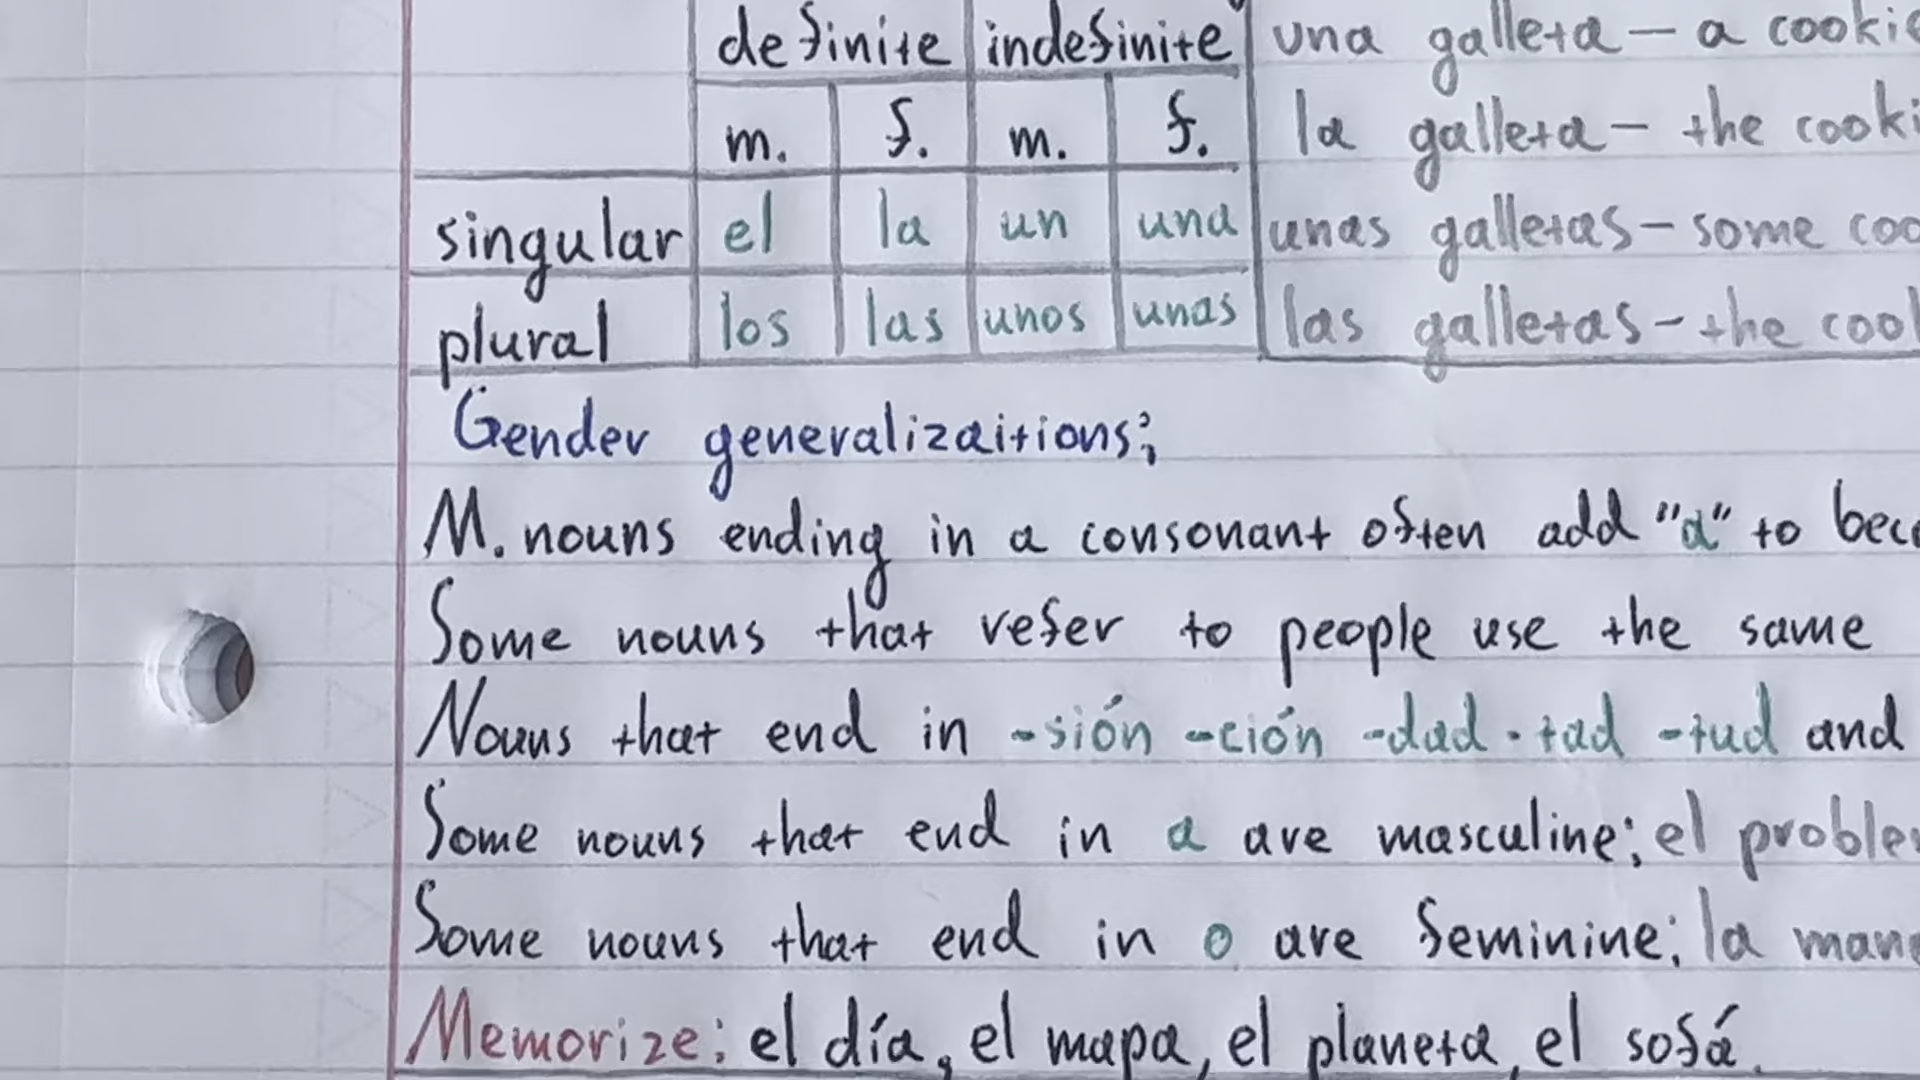 definite indefinite una galleta — a cookie
m. f. m. f. la galleta — the cooki
singular el la un una unas galletas — some coo
plural los las unos unas las galletas — the cook
Gender generalizaitions:
M. nouns ending in a consonant often add "a" to beco
Some nouns that refer to people use the same
Nouns that end in -sión -ción -dad -tad -tud and
Some nouns that end in a are masculine: el proble
Some nouns that end in o are feminine: la mano
Memorize: el día, el mapa, el planeta, el sofá.